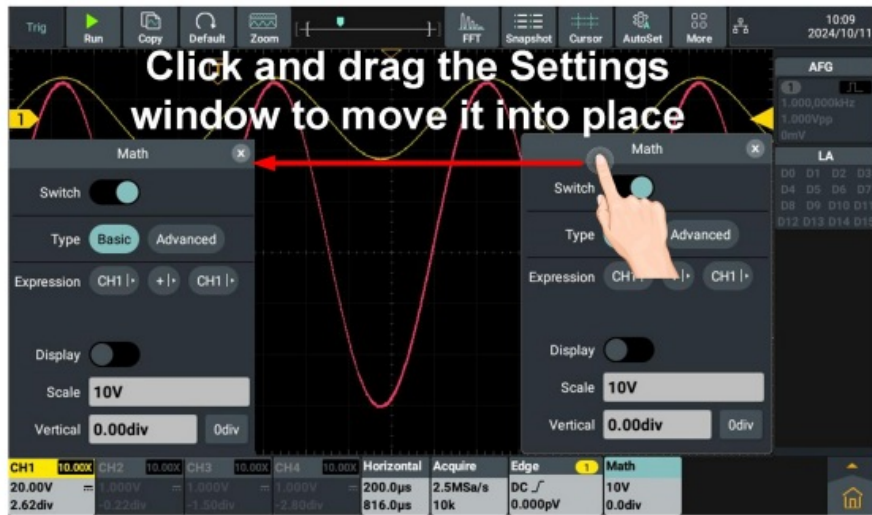 Trig
Run
Copy
Default
Zoom
FFT
Snapshot
Cursor
AutoSet
More
10:09
2024/10/11
Click and drag the Settings
window to move it into place
T
1
AFG
1
1.000,000kHz
1.000Vpp
0mV
LA
D0 D1 D2 D3
D4 D5 D6 D7
D8 D9 D10 D11
D12 D13 D14 D15
Math x
Switch
Type Basic Advanced
Expression CH1 + CH1
Display
Scale 10V
Vertical 0.00div 0div
Math x
Switch
Type Advanced
Expression CH1
Display
Scale 10V
Vertical 0.00div 0div
CH1 10.00X
20.00V
2.62div
CH2 10.00X
1.000V
-0.22div
CH3 10.00X
1.000V
-1.50div
CH4 10.00X
1.000V
-2.80div
Horizontal
200.0µs
816.0µs
Acquire
2.5MSa/s
10k
Edge 1
DC
0.000pV
Math
10V
0.0div